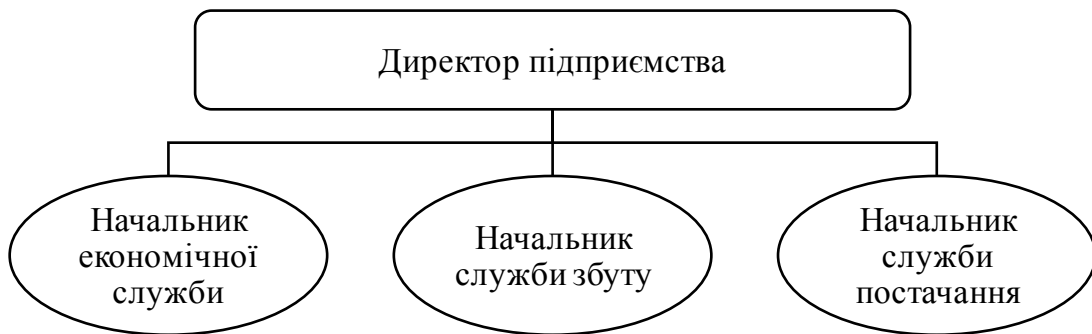 Директор підприємства
Начальник
економічної
служби
Начальник
служби збуту
Начальник
служби
постачання